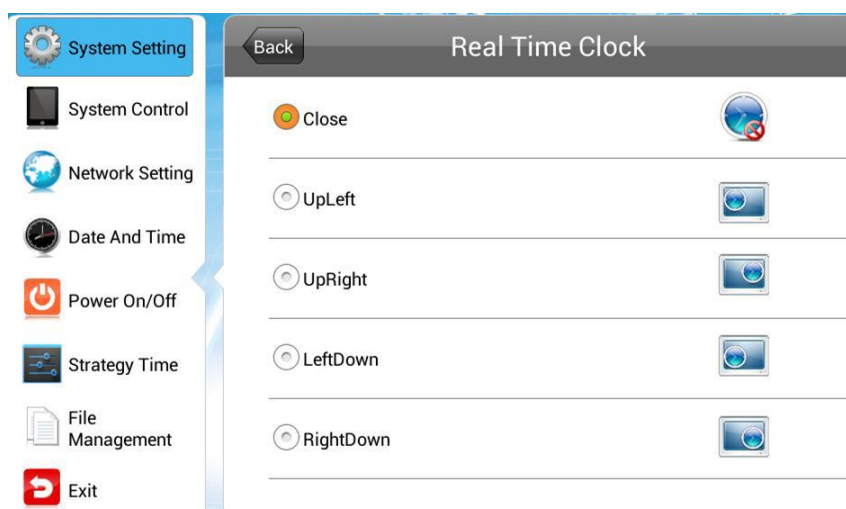 System Setting
System Control
Network Setting
Date And Time
Power On/Off
Strategy Time
File
Management
Exit
Back
Real Time Clock
Close
UpLeft
UpRight
LeftDown
RightDown